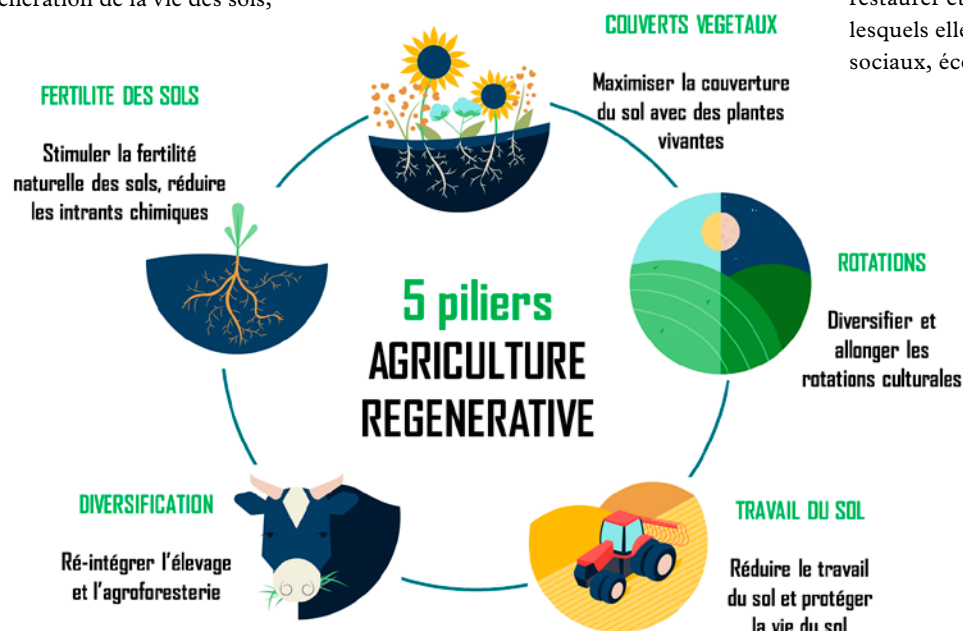 énération de la vie des sols,
restaurer et
lesquels elle
sociaux, éco
COUVERTS VEGETAUX
Maximiser la couverture
du sol avec des plantes
vivantes
FERTILITE DES SOLS
Stimuler la fertilité
naturelle des sols, réduire
les intrants chimiques
5 piliers
AGRICULTURE
REGENERATIVE
ROTATIONS
Diversifier et
allonger les
rotations culturales
DIVERSIFICATION
Ré-intégrer l'élevage
et l'agroforesterie
TRAVAIL DU SOL
Réduire le travail
du sol et protéger
la vie du sol